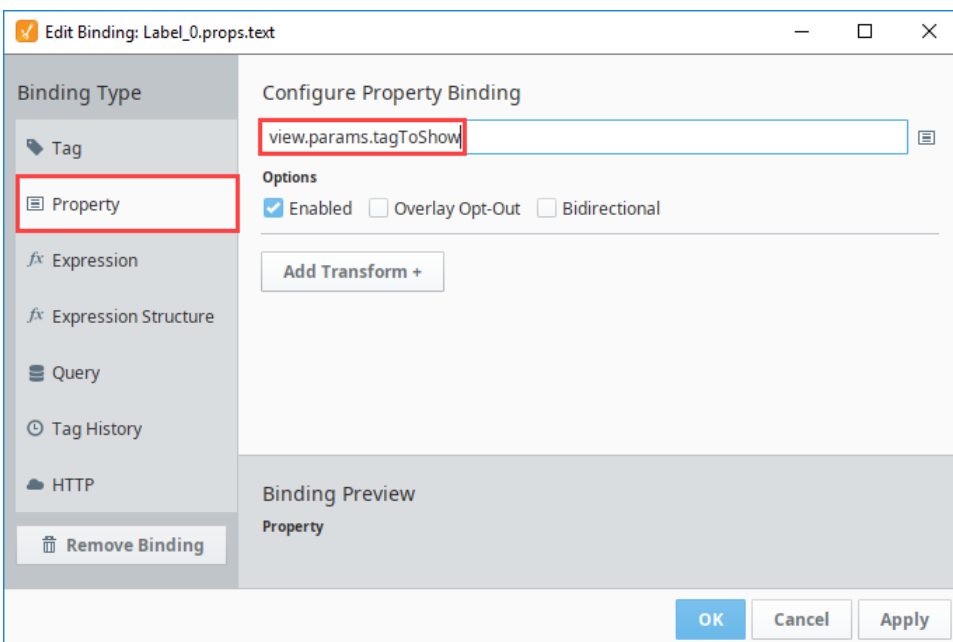 Edit Binding: Label_0.props.text
Binding Type
Tag
Property
fx Expression
fx Expression Structure
Query
Tag History
HTTP
Remove Binding
Configure Property Binding
view.params.tagToShow
Options
Enabled Overlay Opt-Out Bidirectional
Add Transform +
Binding Preview
Property
OK Cancel Apply